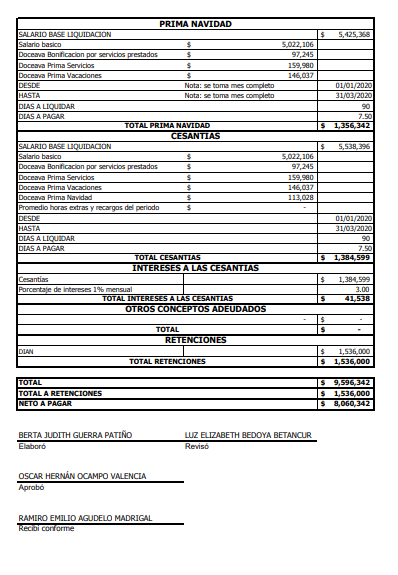 PRIMA NAVIDAD
SALARIO BASE LIQUIDACION $ 5,425,368
Salario basico $ 5,022,106
Doceava Bonificacion por servicios prestados $ 97,245
Doceava Prima Servicios $ 159,980
Doceava Prima Vacaciones $ 146,037
DESDE Nota: se toma mes completo 01/01/2020
HASTA Nota: se toma mes completo 31/03/2020
DIAS A LIQUIDAR 90
DIAS A PAGAR 7.50
TOTAL PRIMA NAVIDAD $ 1,356,342
CESANTIAS
SALARIO BASE LIQUIDACION $ 5,538,396
Salario basico $ 5,022,106
Doceava Bonificacion por servicios prestados $ 97,245
Doceava Prima Servicios $ 159,980
Doceava Prima Vacaciones $ 146,037
Doceava Prima Navidad $ 113,028
Promedio horas extras y recargos del periodo $ -
DESDE 01/01/2020
HASTA 31/03/2020
DIAS A LIQUIDAR 90
DIAS A PAGAR 7.50
TOTAL CESANTIAS $ 1,384,599
INTERESES A LAS CESANTIAS
Cesantías $ 1,384,599
Porcentaje de intereses 1% mensual 3.00
TOTAL INTERESES A LAS CESANTIAS $ 41,538
OTROS CONCEPTOS ADEUDADOS
- $ -
TOTAL $ -
RETENCIONES
DIAN $ 1,536,000
TOTAL RETENCIONES $ 1,536,000
TOTAL $ 9,596,342
TOTAL A RETENCIONES $ 1,536,000
NETO A PAGAR $ 8,060,342
BERTA JUDITH GUERRA PATIÑO LUZ ELIZABETH BEDOYA BETANCUR
Elaboró Revisó
OSCAR HERNÁN OCAMPO VALENCIA
Aprobó
RAMIRO EMILIO AGUDELO MADRIGAL
Recibí conforme